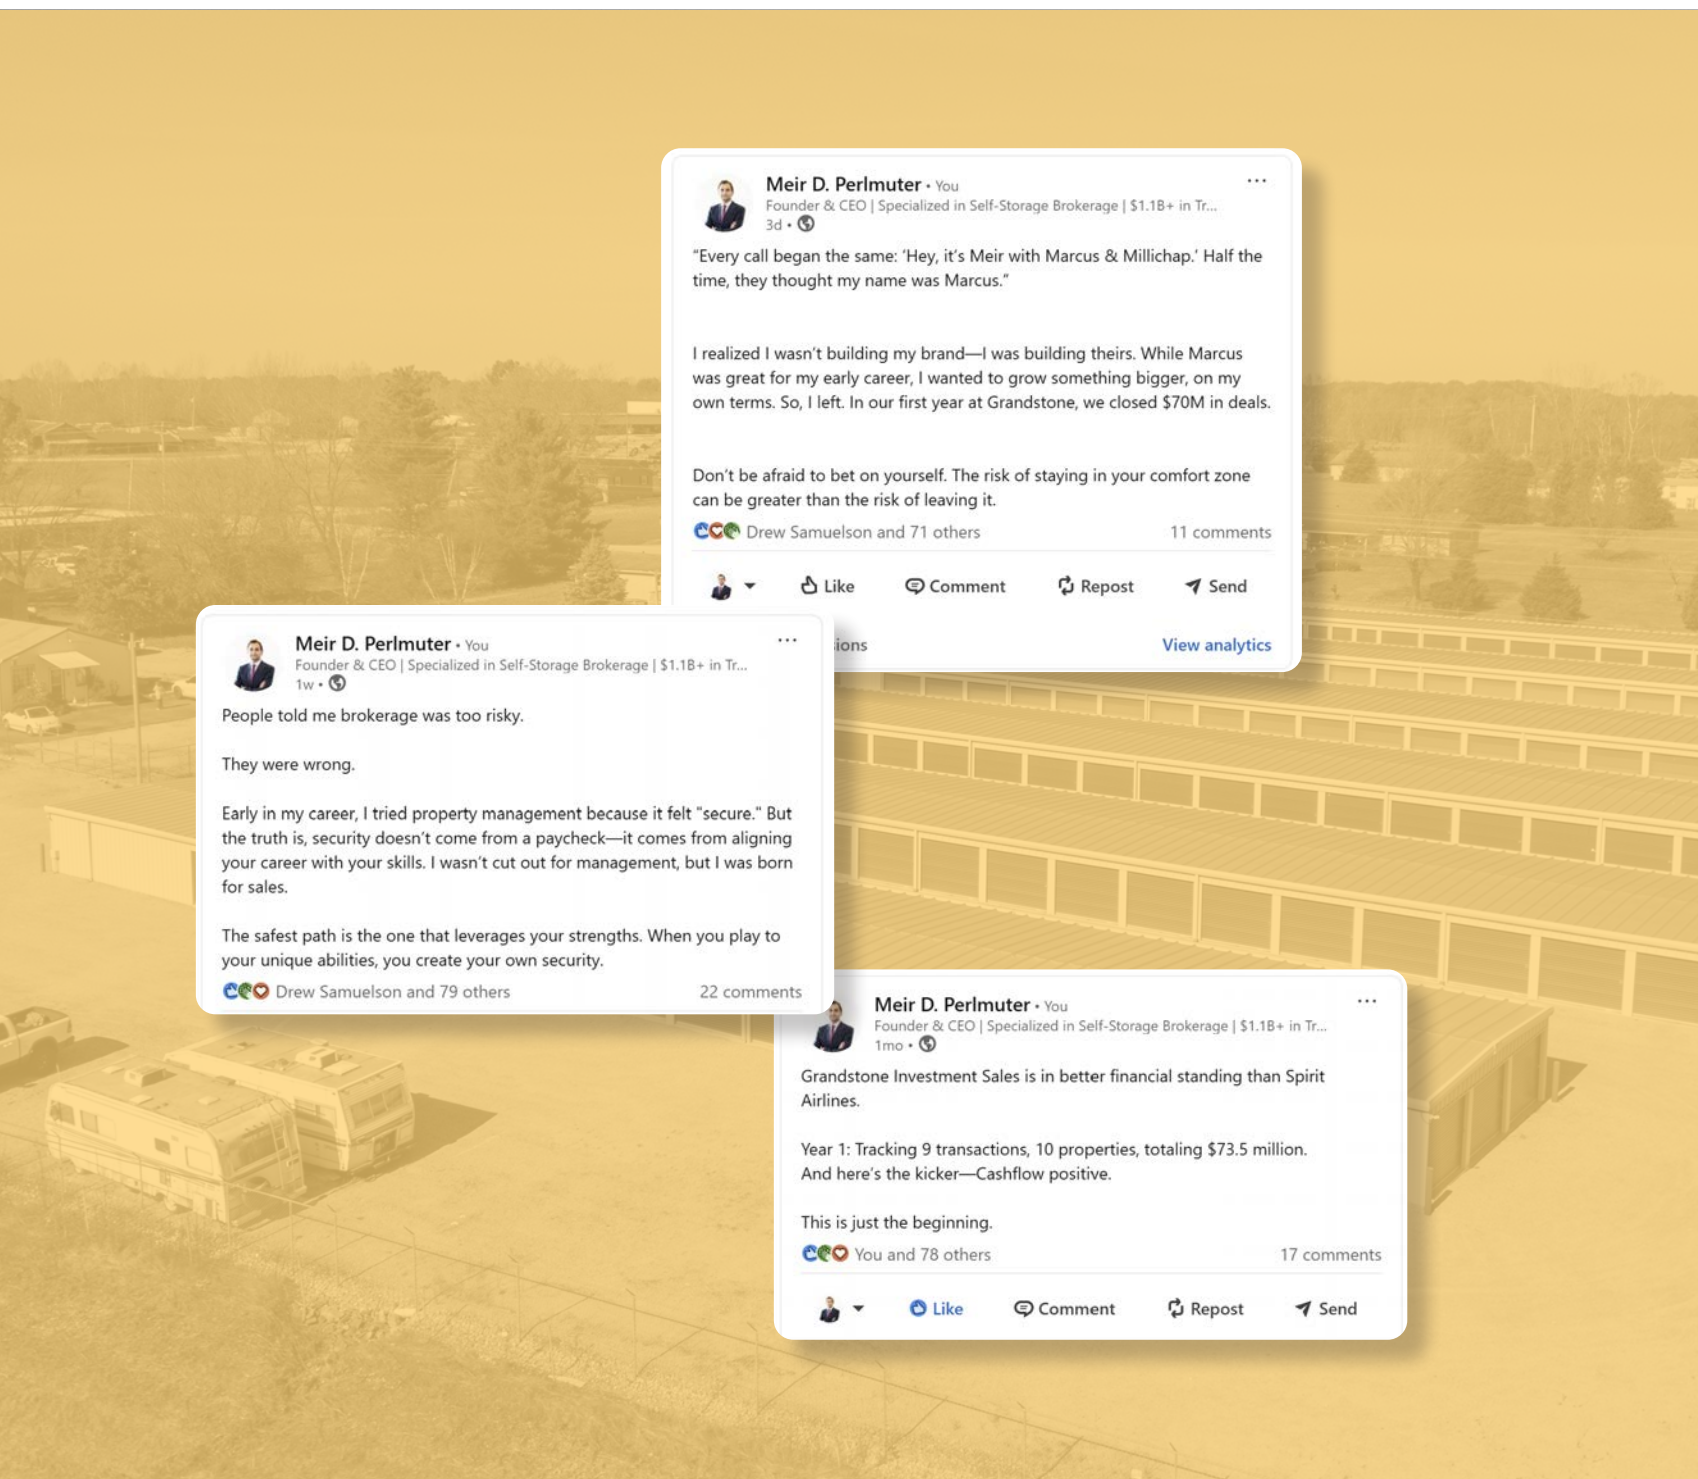 Meir D. Perlmuter • You
Founder & CEO | Specialized in Self-Storage Brokerage | $1.1B+ in Tr...
3d •
“Every call began the same: ‘Hey, it’s Meir with Marcus & Millichap.’ Half the
time, they thought my name was Marcus.”
I realized I wasn’t building my brand—I was building theirs. While Marcus
was great for my early career, I wanted to grow something bigger, on my
own terms. So, I left. In our first year at Grandstone, we closed $70M in deals.
Don’t be afraid to bet on yourself. The risk of staying in your comfort zone
can be greater than the risk of leaving it.
Drew Samuelson and 71 others 11 comments
Like Comment Repost Send
View analytics
Meir D. Perlmuter • You
Founder & CEO | Specialized in Self-Storage Brokerage | $1.1B+ in Tr...
1w •
People told me brokerage was too risky.
They were wrong.
Early in my career, I tried property management because it felt "secure." But
the truth is, security doesn’t come from a paycheck—it comes from aligning
your career with your skills. I wasn’t cut out for management, but I was born
for sales.
The safest path is the one that leverages your strengths. When you play to
your unique abilities, you create your own security.
Drew Samuelson and 79 others 22 comments
Meir D. Perlmuter • You
Founder & CEO | Specialized in Self-Storage Brokerage | $1.1B+ in Tr...
1mo •
Grandstone Investment Sales is in better financial standing than Spirit
Airlines.
Year 1: Tracking 9 transactions, 10 properties, totaling $73.5 million.
And here’s the kicker—Cashflow positive.
This is just the beginning.
You and 78 others 17 comments
Like Comment Repost Send